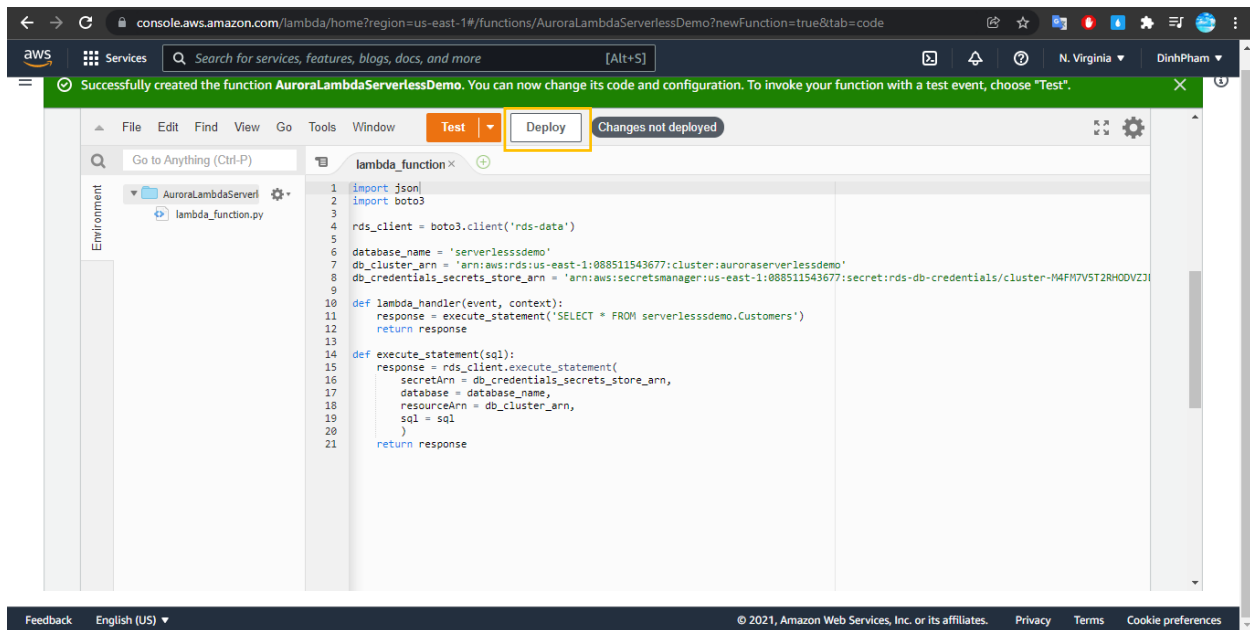 console.aws.amazon.com/lambda/home?region=us-east-1#/functions/AuroraLambdaServerlessDemo?newFunction=true&tab=code
aws Services Search for services, features, blogs, docs, and more [Alt+S] N. Virginia ▼ DinhPham ▼
Successfully created the function AuroraLambdaServerlessDemo. You can now change its code and configuration. To invoke your function with a test event, choose "Test".
File Edit Find View Go Tools Window Test Deploy Changes not deployed
Go to Anything (Ctrl-P) lambda_function
Environment
AuroraLambdaServerl
lambda_function.py
1 import json
2 import boto3
3
4 rds_client = boto3.client('rds-data')
5
6 database_name = 'serverlesssdemo'
7 db_cluster_arn = 'arn:aws:rds:us-east-1:088511543677:cluster:auroraserverlessdemo'
8 db_credentials_secrets_store_arn = 'arn:aws:secretsmanager:us-east-1:088511543677:secret:rds-db-credentials/cluster-M4FM7V5T2RHODVZJ
9
10 def lambda_handler(event, context):
11     response = execute_statement('SELECT * FROM serverlesssdemo.Customers')
12     return response
13
14 def execute_statement(sql):
15     response = rds_client.execute_statement(
16         secretArn = db_credentials_secrets_store_arn,
17         database = database_name,
18         resourceArn = db_cluster_arn,
19         sql = sql
20         )
21     return response
Feedback English (US) ▼ © 2021, Amazon Web Services, Inc. or its affiliates. Privacy Terms Cookie preferences